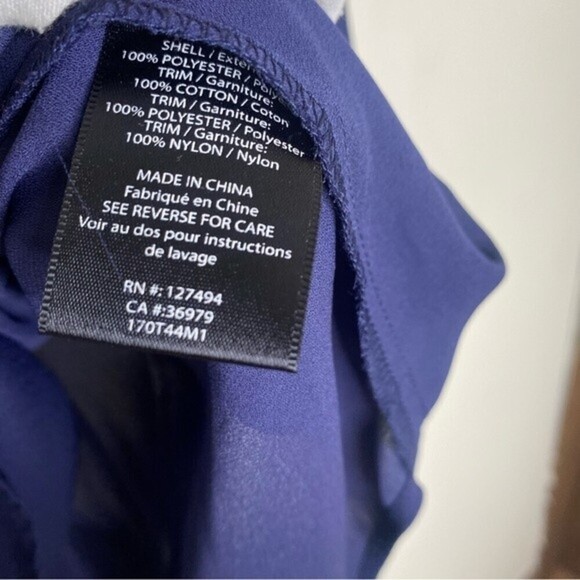 SHELL /
100% POLYESTER /
TRIM / Garniture:
100% COTTON / Coton
TRIM / Garniture:
100% POLYESTER / Polyester
TRIM / Garniture:
100% NYLON / Nylon
MADE IN CHINA
Fabriqué en Chine
SEE REVERSE FOR CARE
Voir au dos pour instructions
de lavage
RN #: 127494
CA #:36979
170T44M1